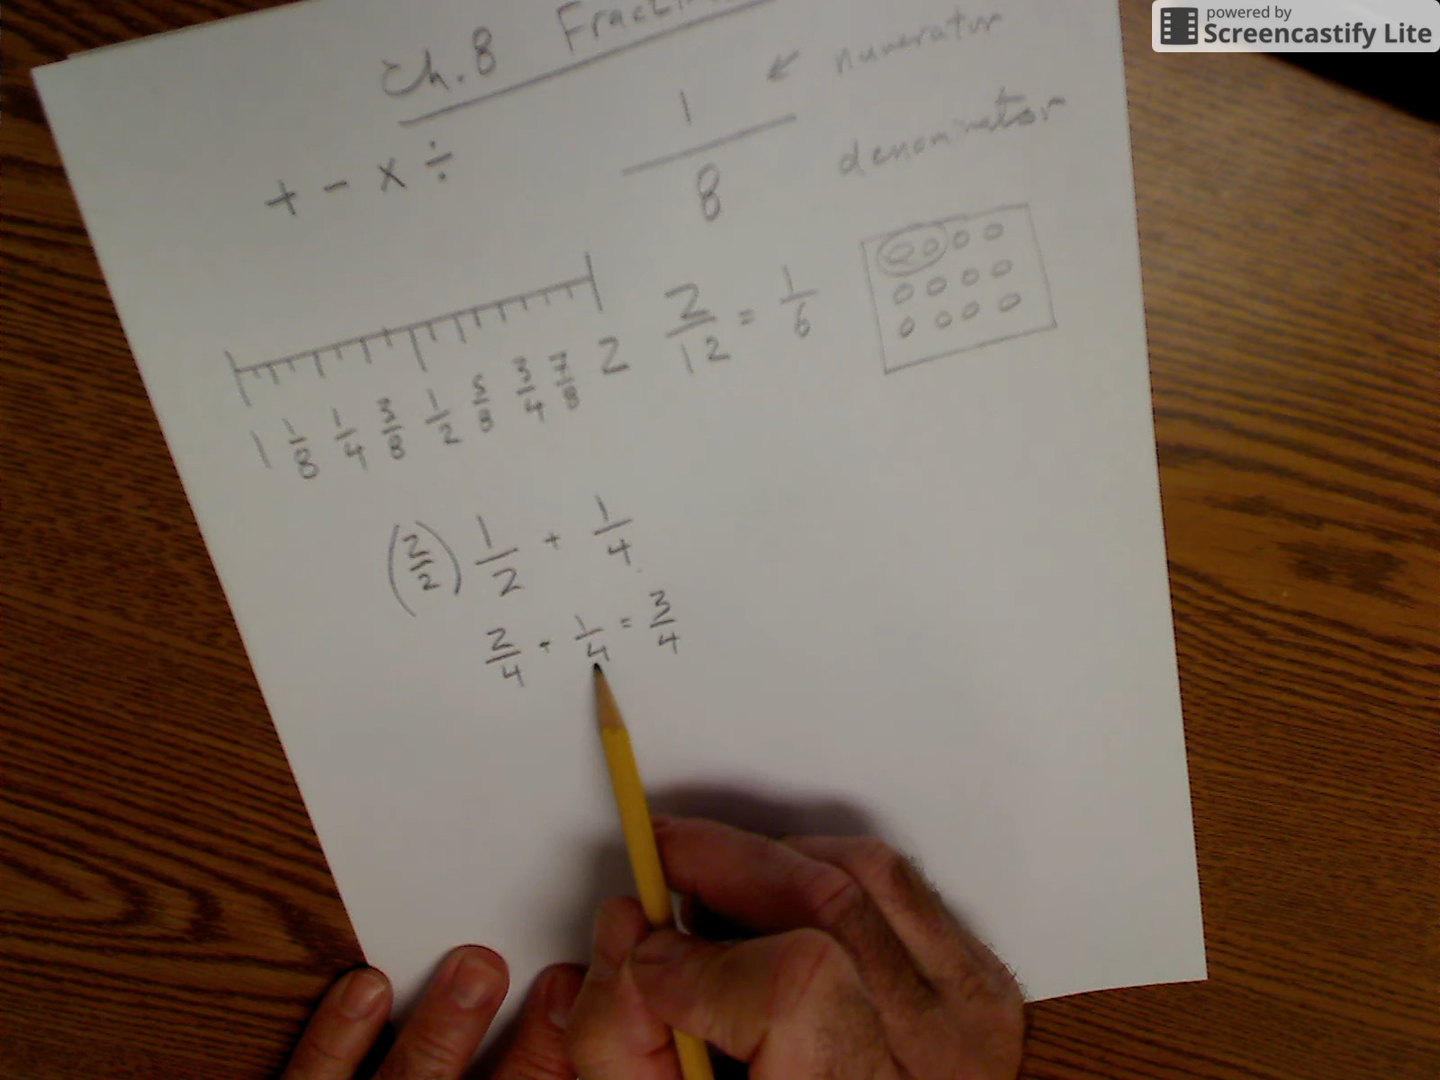 powered by
Screencastify Lite
Ch. 8
+ - x ÷
1/8
numerator
denominator
1 1/8 1/4 3/8 1/2 5/8 3/4 7/8 2
2/12 = 1/6
(2/2) 1/2 + 1/4
2/4 + 1/4 = 3/4